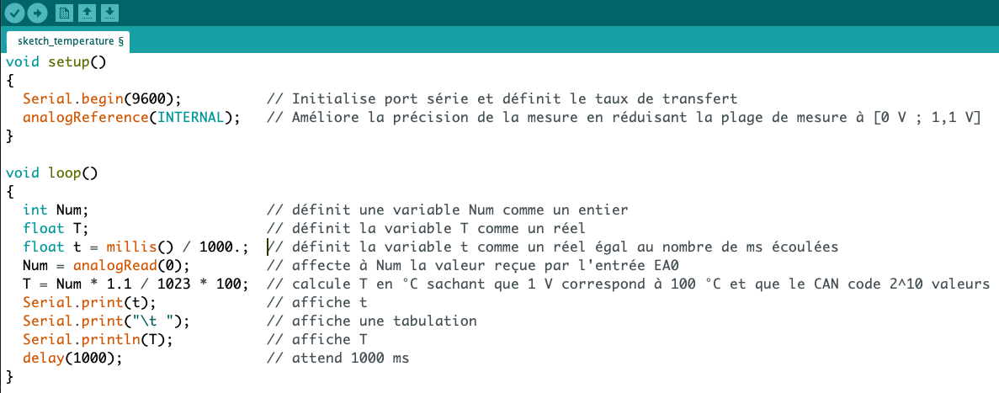 sketch_temperature §
void setup()
{
  Serial.begin(9600);          // Initialise port série et définit le taux de transfert
  analogReference(INTERNAL);   // Améliore la précision de la mesure en réduisant la plage de mesure à [0 V ; 1,1 V]
}

void loop()
{
  int Num;                     // définit une variable Num comme un entier
  float T;                     // définit la variable T comme un réel
  float t = millis() / 1000.;  // définit la variable t comme un réel égal au nombre de ms écoulées
  Num = analogRead(0);         // affecte à Num la valeur reçue par l'entrée EA0
  T = Num * 1.1 / 1023 * 100;  // calcule T en °C sachant que 1 V correspond à 100 °C et que le CAN code 2^10 valeurs
  Serial.print(t);             // affiche t
  Serial.print("\t ");         // affiche une tabulation
  Serial.println(T);           // affiche T
  delay(1000);                 // attend 1000 ms
}